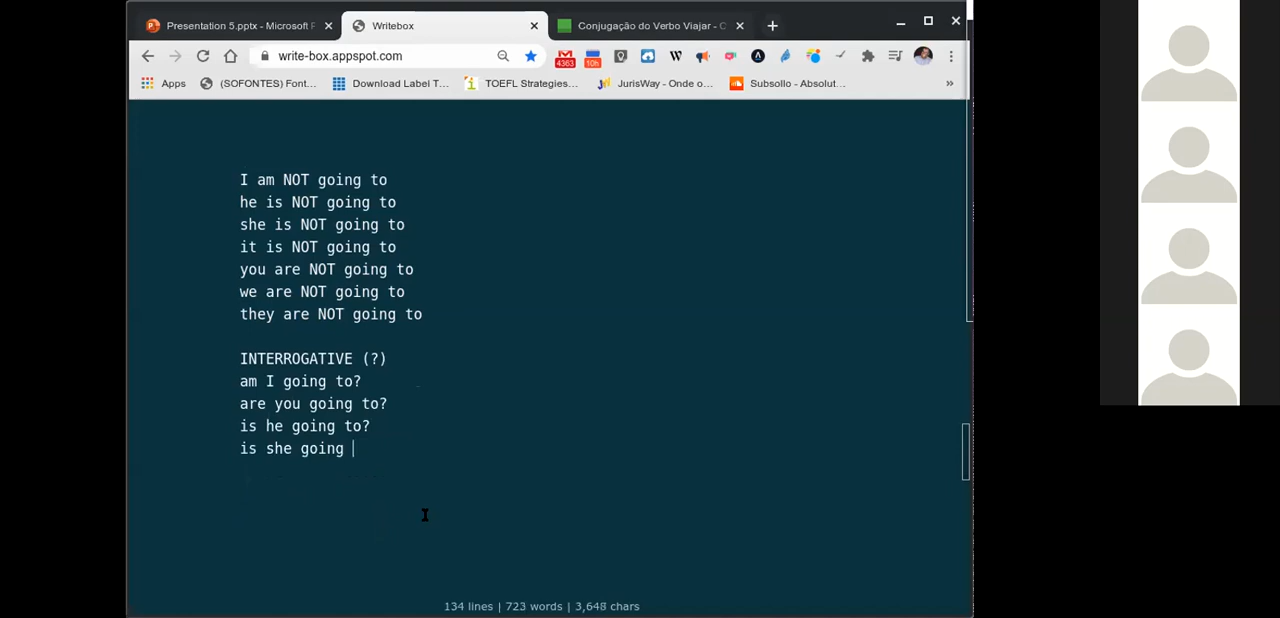 Presentation 5.pptx - Microsoft P
Writebox
Conjugação do Verbo Viajar - C
write-box.appspot.com
4363
10h
W
Apps
(SOFONTES) Font...
Download Label T...
TOEFL Strategies...
JurisWay - Onde o...
Subsollo - Absolut...
»
I am NOT going to
he is NOT going to
she is NOT going to
it is NOT going to
you are NOT going to
we are NOT going to
they are NOT going to
INTERROGATIVE (?)
am I going to?
are you going to?
is he going to?
is she going
134 lines | 723 words | 3,648 chars